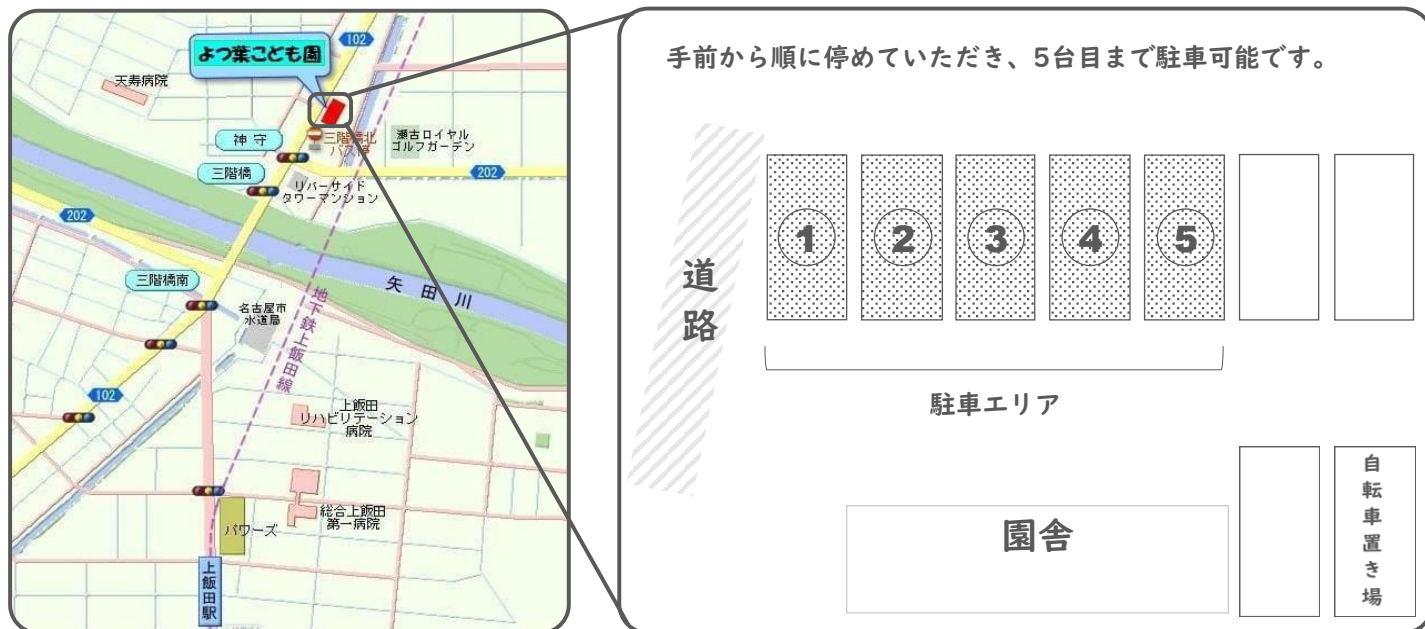 よつ葉こども園
102
天寿病院
神守
三階橋北
バス停
瀬古ロイヤル
ゴルフガーデン
三階橋
202
リバーサイド
タワーマンション
202
三階橋南
矢田川
名古屋市
水道局
地下鉄上飯田線
102
上飯田
リハビリテーション
病院
総合上飯田
第一病院
パワーズ
上飯田駅
手前から順に停めていただき、5台目まで駐車可能です。
道路
1
2
3
4
5
駐車エリア
園舎
自転車置き場